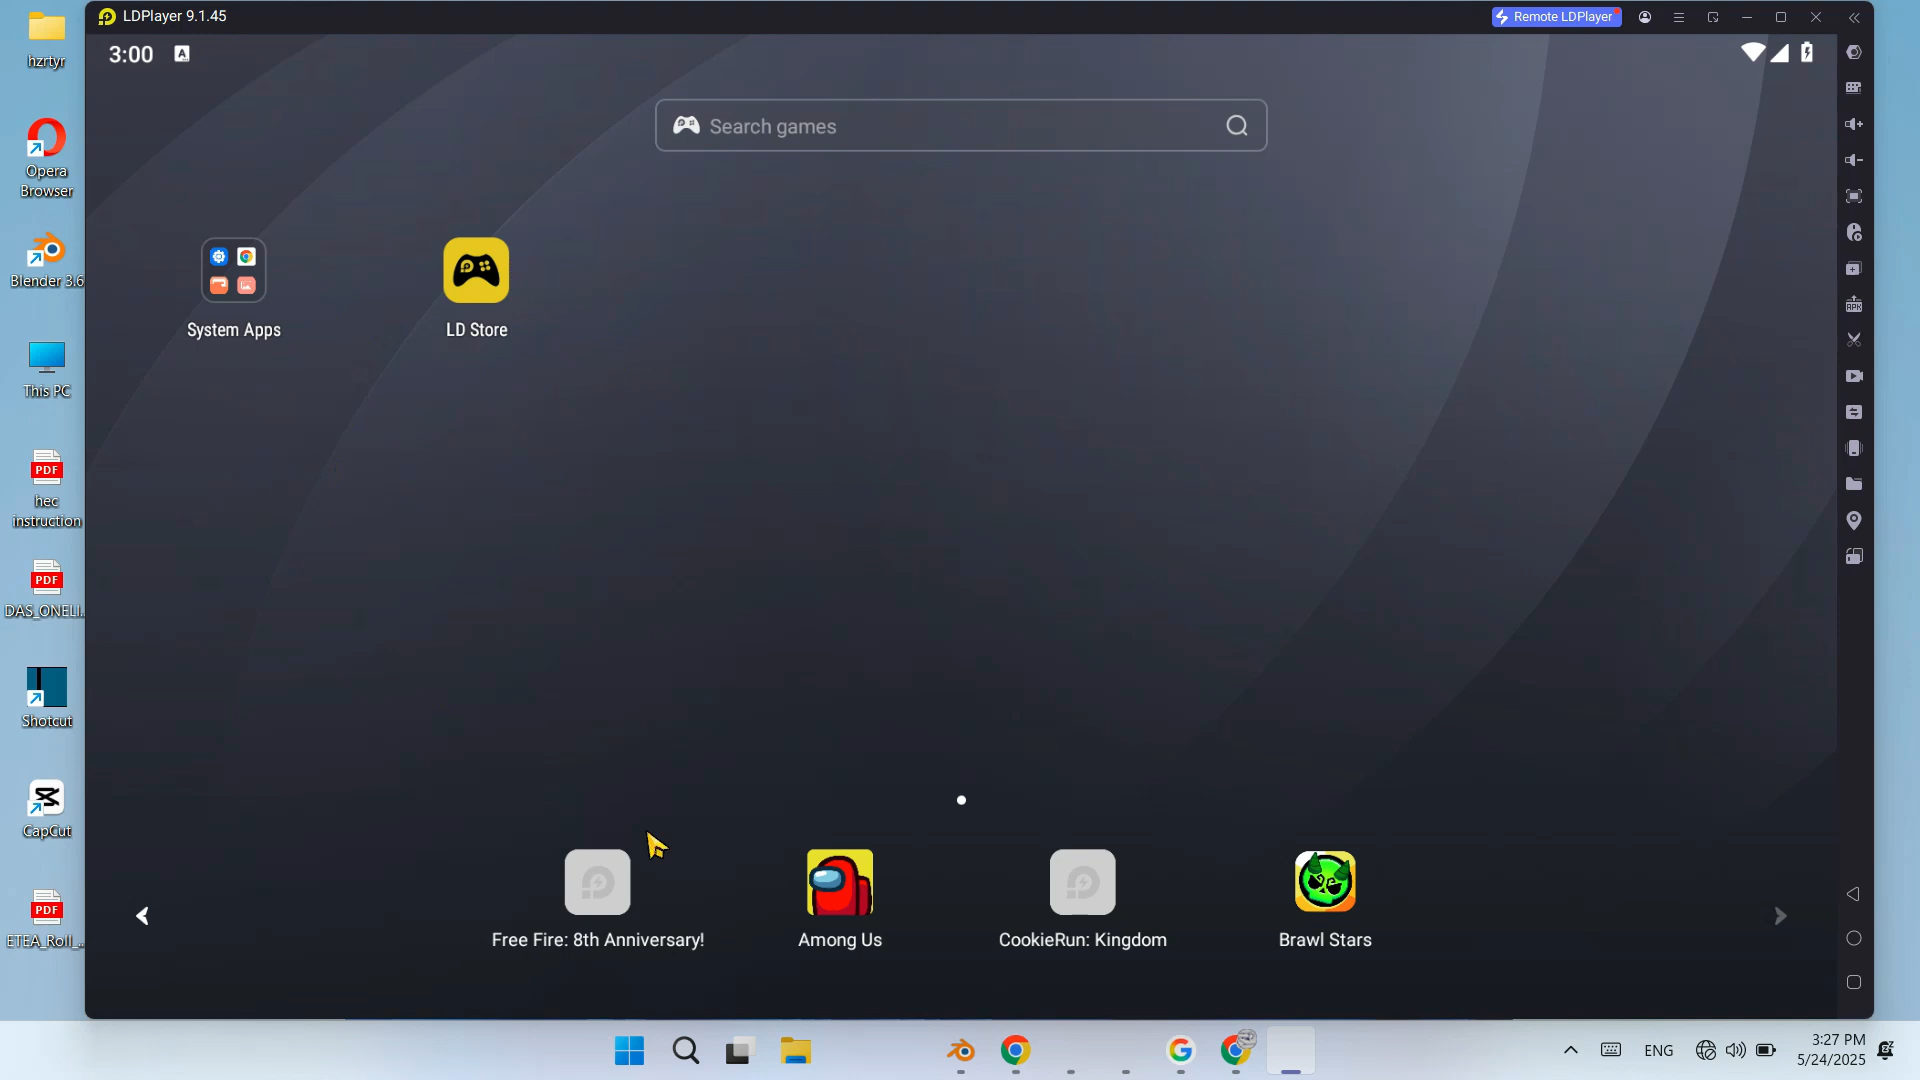 LDPlayer 9.1.45
Remote LDPlayer
3:00
A
Search games
System Apps
LD Store
Free Fire: 8th Anniversary!
Among Us
CookieRun: Kingdom
Brawl Stars
hzrtyr
Opera
Browser
Blender 3.6
This PC
PDF
hec
instruction
PDF
DAS_ONELI...
Shotcut
CapCut
PDF
ETEA_Roll_...
ENG
3:27 PM
5/24/2025